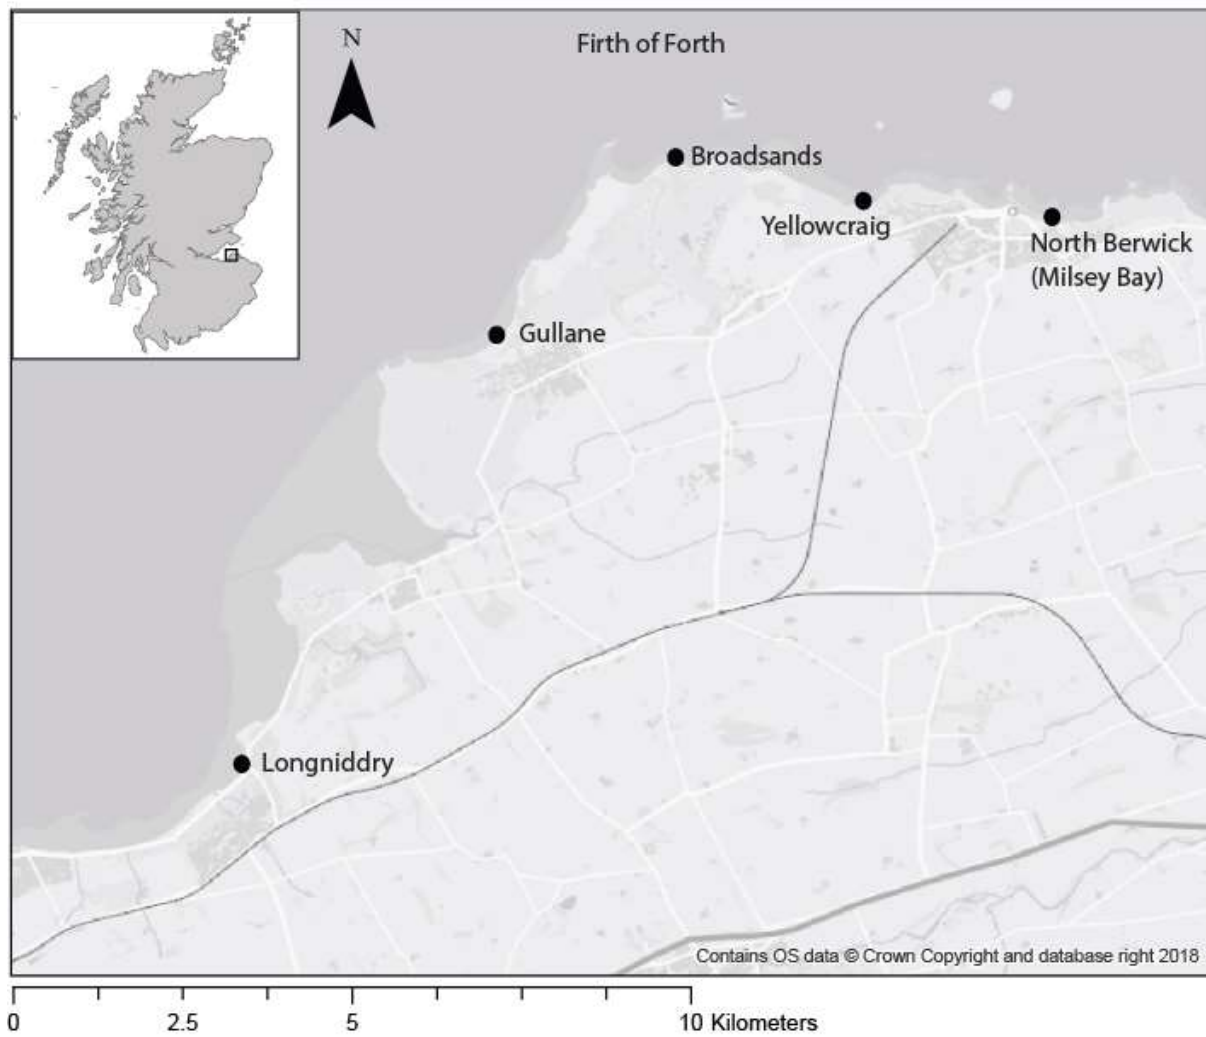 N
Firth of Forth
Broadsands
Yellowcraig
North Berwick
(Milsey Bay)
Gullane
Longniddry
Contains OS data © Crown Copyright and database right 2018
0 2.5 5 10 Kilometers